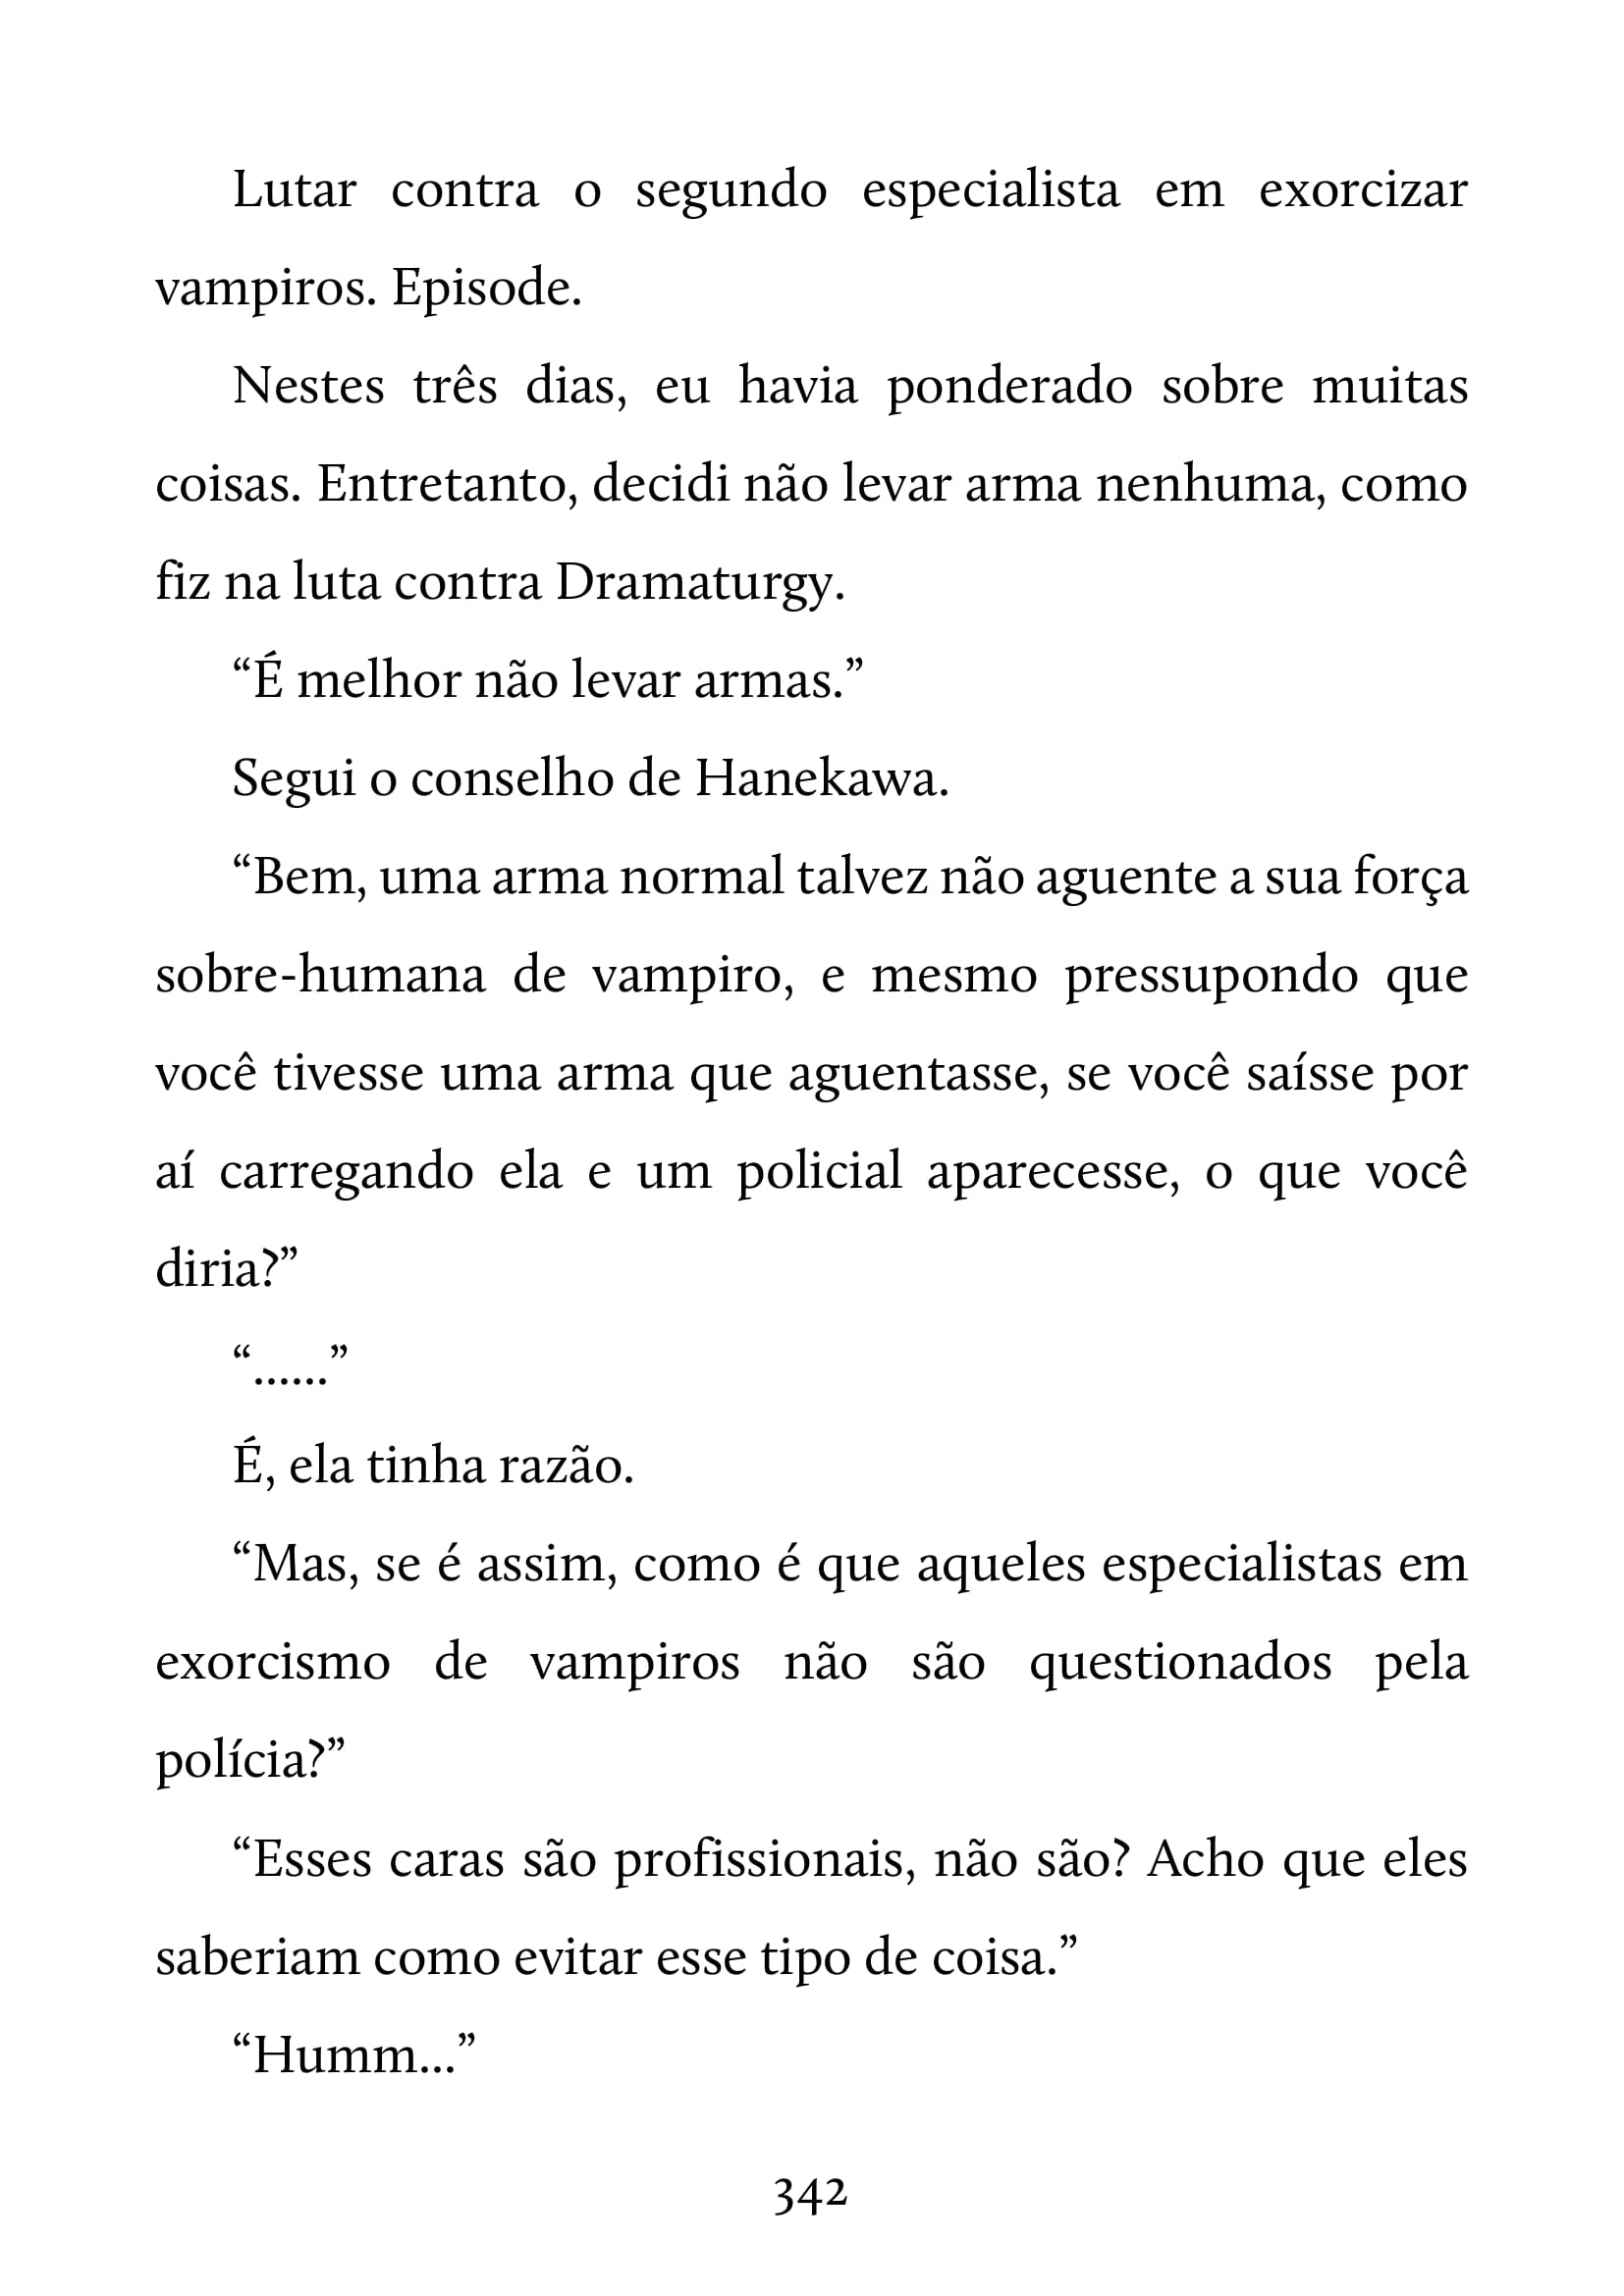 Lutar contra o segundo especialista em exorcizar
vampiros. Episode.
Nestes três dias, eu havia ponderado sobre muitas
coisas. Entretanto, decidi não levar arma nenhuma, como
fiz na luta contra Dramaturgy.
“É melhor não levar armas.”
Segui o conselho de Hanekawa.
“Bem, uma arma normal talvez não aguente a sua força
sobre-humana de vampiro, e mesmo pressupondo que
você tivesse uma arma que aguentasse, se você saísse por
aí carregando ela e um policial aparecesse, o que você
diria?”
“......”
É, ela tinha razão.
“Mas, se é assim, como é que aqueles especialistas em
exorcismo de vampiros não são questionados pela
polícia?”
“Esses caras são profissionais, não são? Acho que eles
saberiam como evitar esse tipo de coisa.”
“Humm...”
342